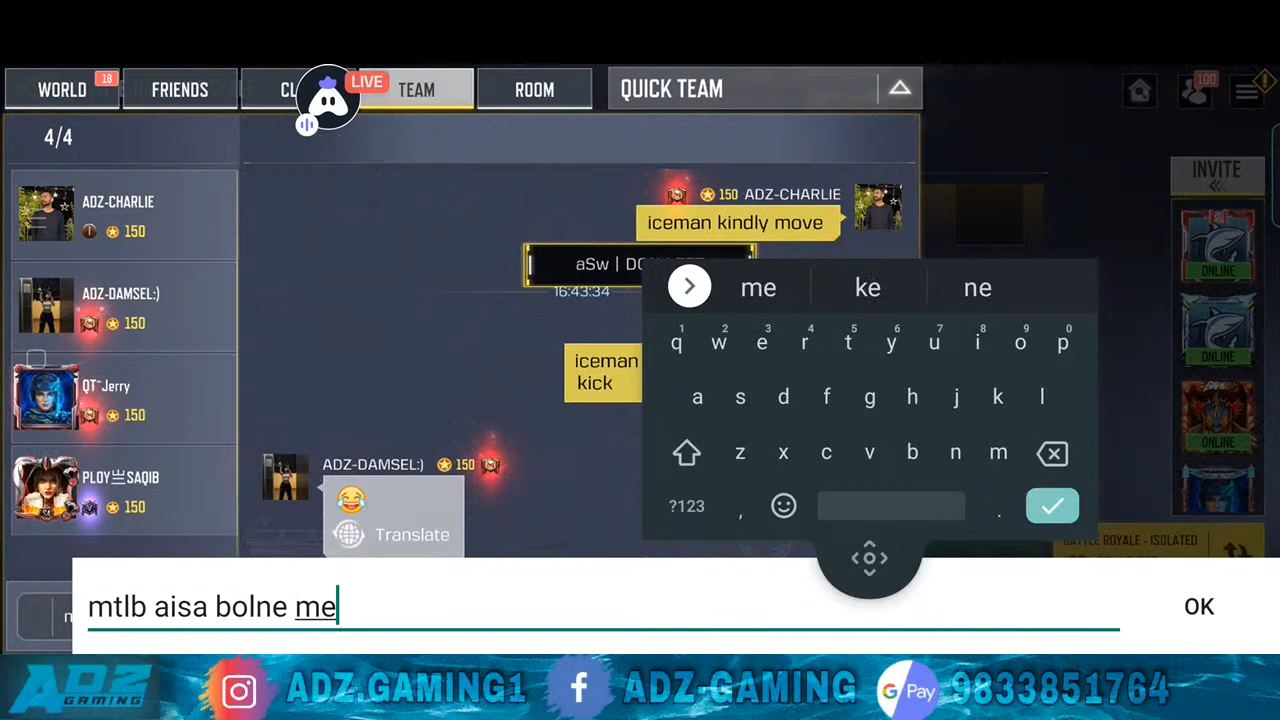 WORLD 18 FRIENDS CL LIVE TEAM ROOM QUICK TEAM
100
4/4
INVITE
ADZ-CHARLIE
150
ADZ-DAMSEL:)
150
QT~Jerry
150
PLOY亗SAQIB
150
150 ADZ-CHARLIE
iceman kindly move
aSw |
16:43:34
iceman
kick
ADZ-DAMSEL:) 150
😂
Translate
ONLINE
ONLINE
ONLINE
me ke ne
1 2 3 4 5 6 7 8 9 0
q w e r t y u i o p
a s d f g h j k l
z x c v b n m
?123 , .
BATTLE ROYALE - ISOLATED
mtlb aisa bolne me
OK
ADZ GAMING ADZ.GAMING1 f ADZ-GAMING G Pay 9833851764